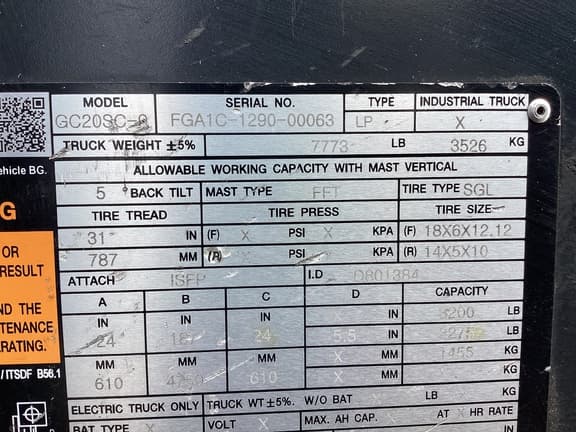 MODEL SERIAL NO. TYPE INDUSTRIAL TRUCK
GC20SC-9 FGA1C-1290-00063 LP X
TRUCK WEIGHT ±5% 7773 LB 3526 KG
ehicle BG. ALLOWABLE WORKING CAPACITY WITH MAST VERTICAL
5 ° BACK TILT MAST TYPE FFT TIRE TYPE SGL
G TIRE TREAD TIRE PRESS TIRE SIZE
31 IN (F) X PSI X KPA (F) 18X6X12.12
OR 787 MM (R) X PSI X KPA (R) 14X5X10
RESULT ATTACH ISFP I.D D801384
A B C D CAPACITY
ND THE IN IN IN IN 3200 LB
TENANCE 24 24 5.5 LB
RATING. MM MM MM X MM 1455 KG
/ITSDF B56.1 610 610 X MM X KG
ELECTRIC TRUCK ONLY TRUCK WT±5%. W/O BAT X LB X KG
BAT TYPE X VOLT X MAX. AH CAP. X AT X HR RATE
IN IN LB